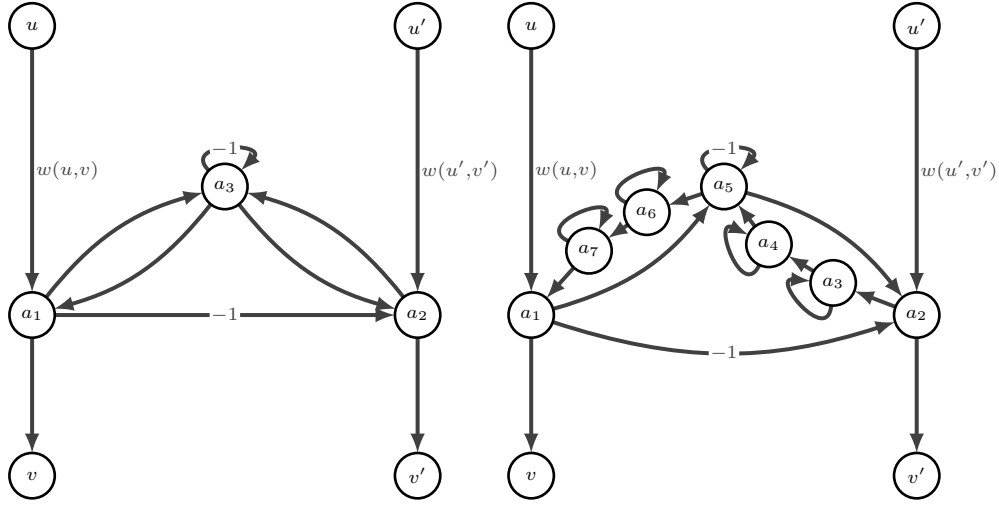 u
u′
u
u′
−1
−1
w(u,v)
w(u′,v′)
w(u,v)
w(u′,v′)
a3
a5
a6
a4
a7
a3
a1
−1
a2
a1
a2
−1
v
v′
v
v′